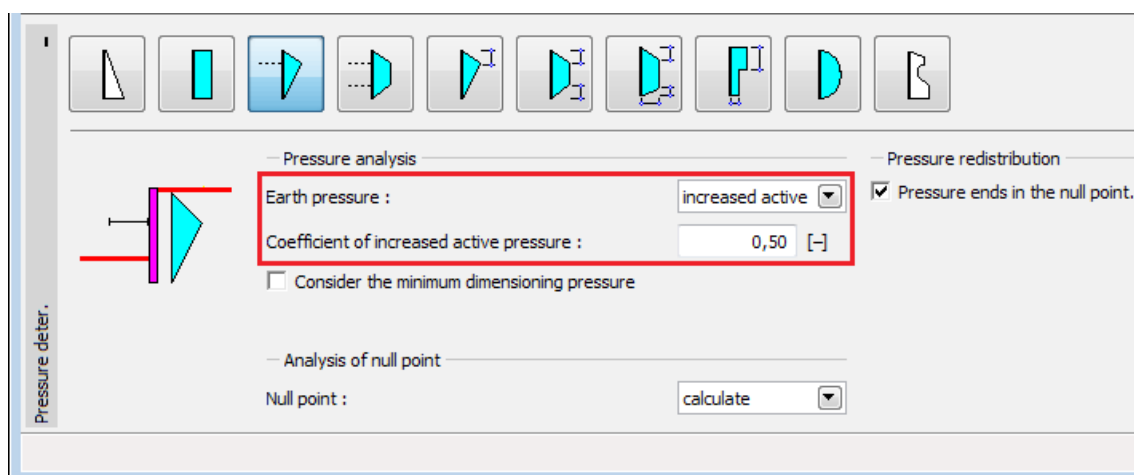 Pressure analysis
Pressure redistribution
Earth pressure :
increased active
Pressure ends in the null point.
Coefficient of increased active pressure :
0,50 [–]
Consider the minimum dimensioning pressure
Analysis of null point
Null point :
calculate
Pressure deter.